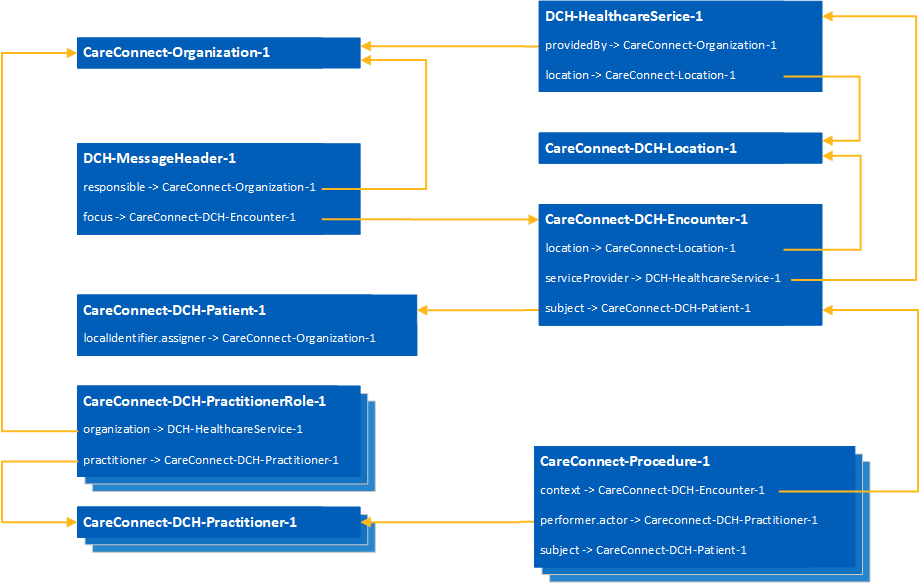 CareConnect-Organization-1
DCH-MessageHeader-1
responsible -> CareConnect-Organization-1
focus -> CareConnect-DCH-Encounter-1
CareConnect-DCH-Patient-1
localIdentifier.assigner -> CareConnect-Organization-1
CareConnect-DCH-PractitionerRole-1
organization -> DCH-HealthcareService-1
practitioner -> CareConnect-DCH-Practitioner-1
CareConnect-DCH-Practitioner-1
DCH-HealthcareSerice-1
providedBy -> CareConnect-Organization-1
location -> CareConnect-Location-1
CareConnect-DCH-Location-1
CareConnect-DCH-Encounter-1
location -> CareConnect-Location-1
serviceProvider -> DCH-HealthcareService-1
subject -> CareConnect-DCH-Patient-1
CareConnect-Procedure-1
context -> CareConnect-DCH-Encounter-1
performer.actor -> Careconnect-DCH-Practitioner-1
subject -> CareConnect-DCH-Patient-1